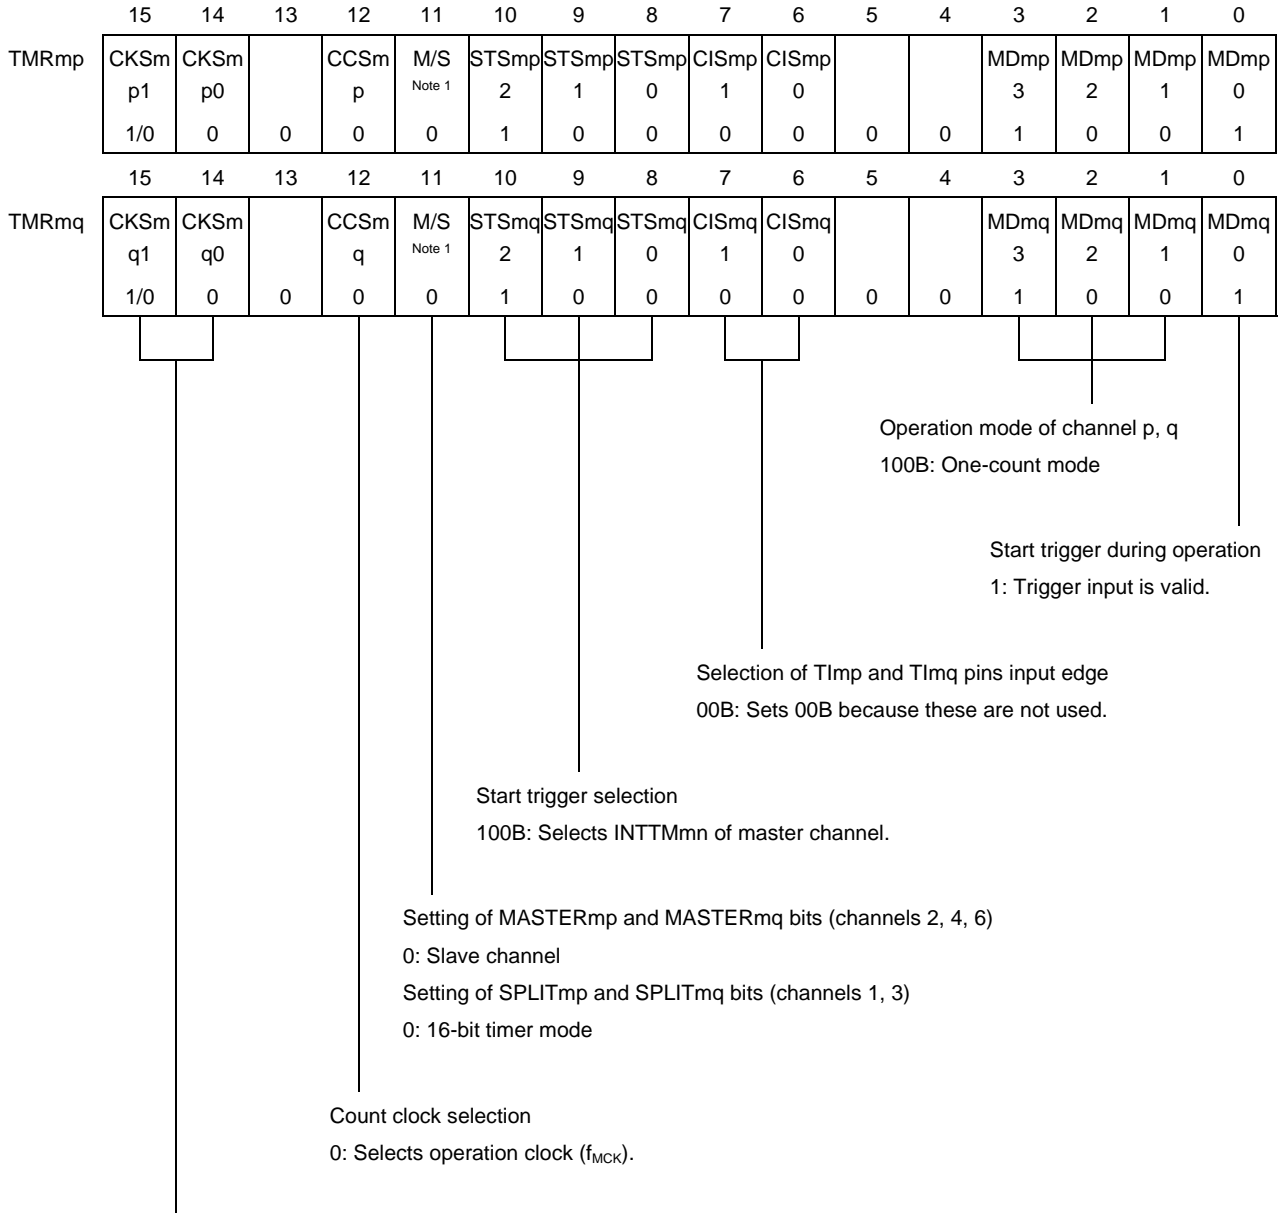 15 14 13 12 11 10 9 8 7 6 5 4 3 2 1 0
TMRmp CKSm CKSm CCSm M/S STSmp STSmp STSmp CISmp CISmp MDmp MDmp MDmp MDmp
p1 p0 p Note 1 2 1 0 1 0 3 2 1 0
1/0 0 0 0 0 1 0 0 0 0 0 0 1 0 0 1
15 14 13 12 11 10 9 8 7 6 5 4 3 2 1 0
TMRmq CKSm CKSm CCSm M/S STSmq STSmq STSmq CISmq CISmq MDmq MDmq MDmq MDmq
q1 q0 q Note 1 2 1 0 1 0 3 2 1 0
1/0 0 0 0 0 1 0 0 0 0 0 0 1 0 0 1
Operation mode of channel p, q
100B: One-count mode
Start trigger during operation
1: Trigger input is valid.
Selection of TImp and TImq pins input edge
00B: Sets 00B because these are not used.
Start trigger selection
100B: Selects INTTMmn of master channel.
Setting of MASTERmp and MASTERmq bits (channels 2, 4, 6)
0: Slave channel
Setting of SPLITmp and SPLITmq bits (channels 1, 3)
0: 16-bit timer mode
Count clock selection
0: Selects operation clock (fMCK).